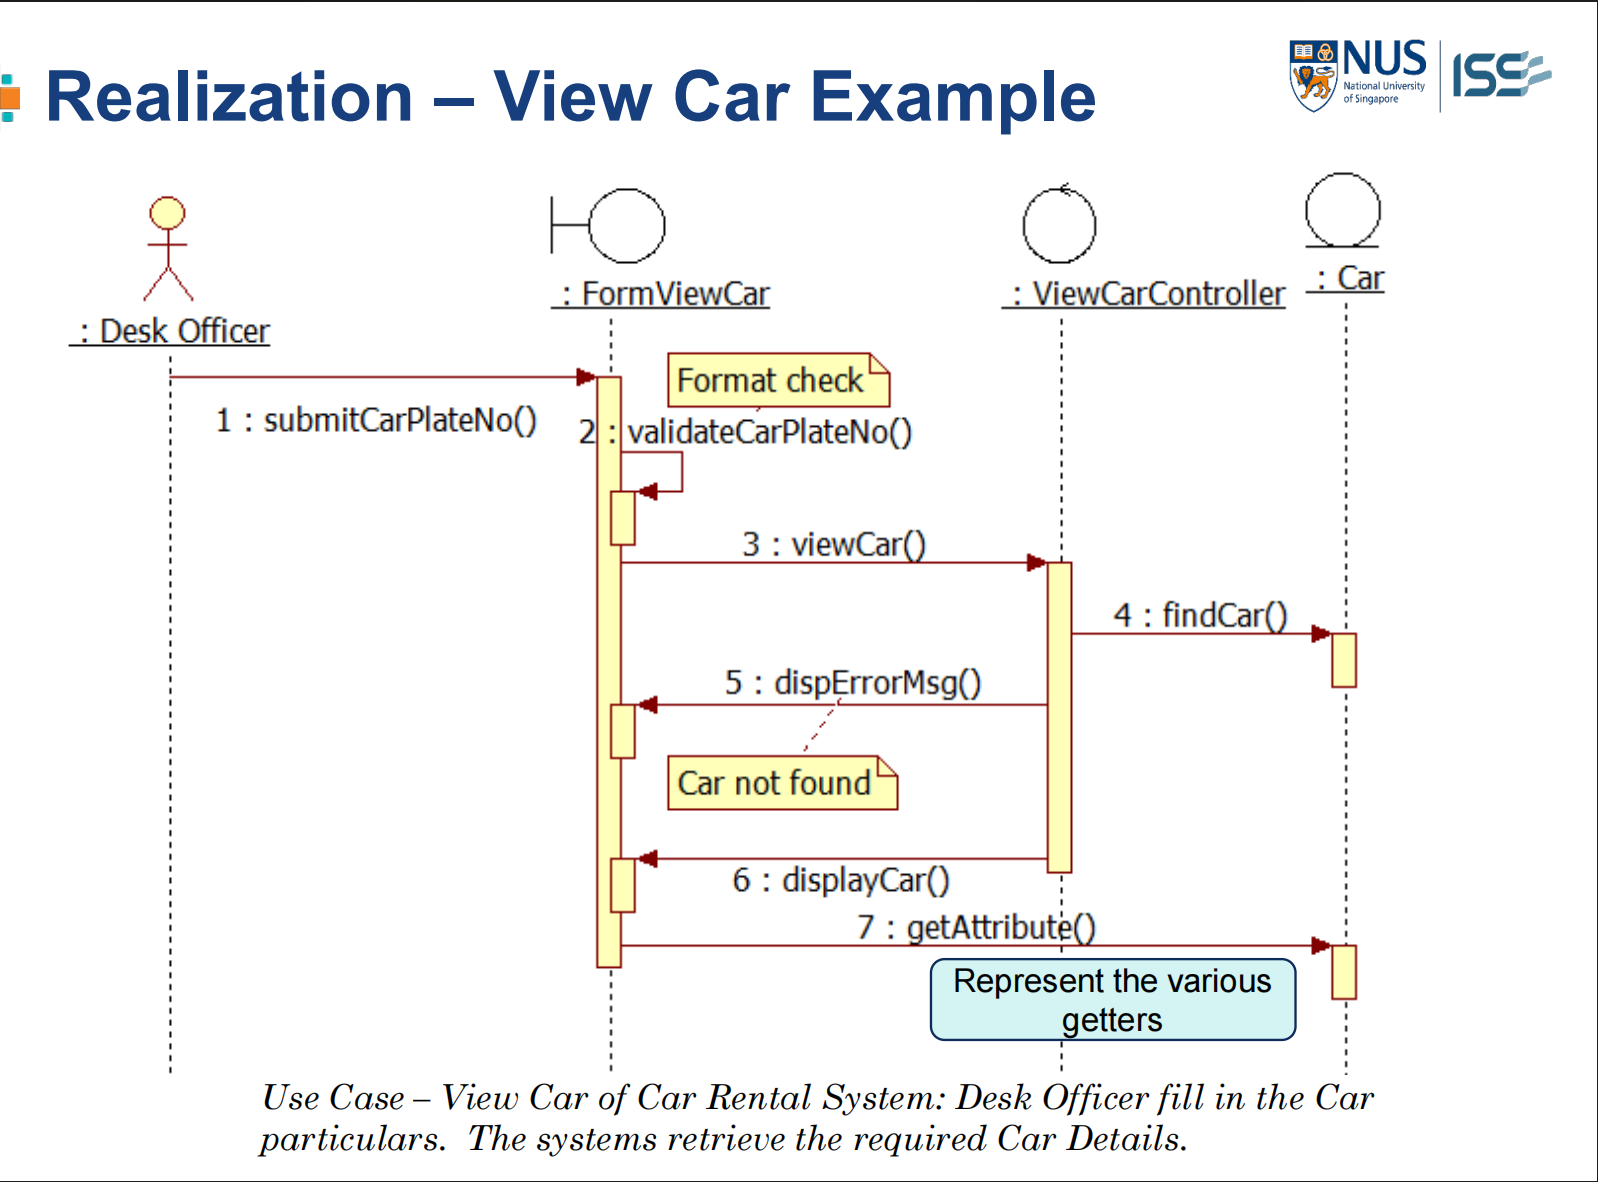 Realization – View Car Example
NUS
National University
of Singapore
ISS
: Desk Officer
: FormViewCar
: ViewCarController
: Car
Format check
1 : submitCarPlateNo()
2 : validateCarPlateNo()
3 : viewCar()
4 : findCar()
5 : dispErrorMsg()
Car not found
6 : displayCar()
7 : getAttribute()
Represent the various
getters
Use Case – View Car of Car Rental System: Desk Officer fill in the Car
particulars.  The systems retrieve the required Car Details.